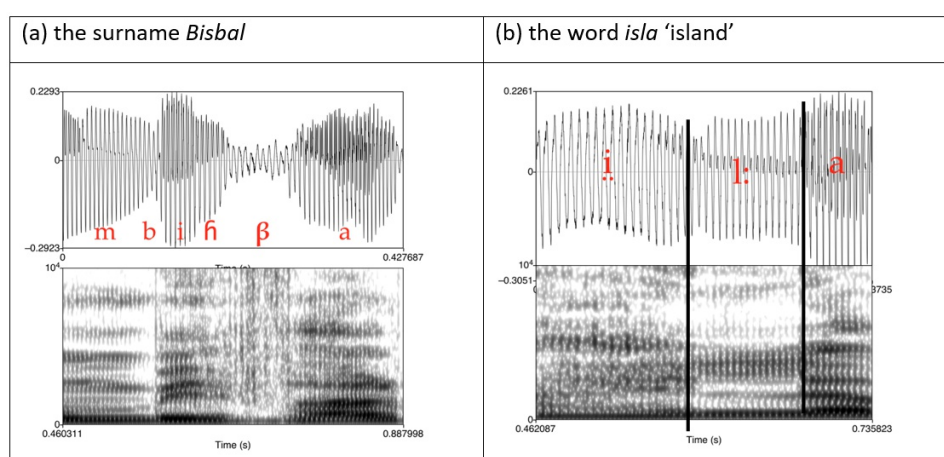 (a) the surname Bisbal
(b) the word isla ‘island’
0.2293
0
-0.2923
0
Time (s)
0.427687
m b i ɦ β a
10⁴
0
0.460311
0.887998
Time (s)
0.2261
0
-0.3051
i̤ lː a
3735
10⁴
0
0.462087
0.735823
Time (s)